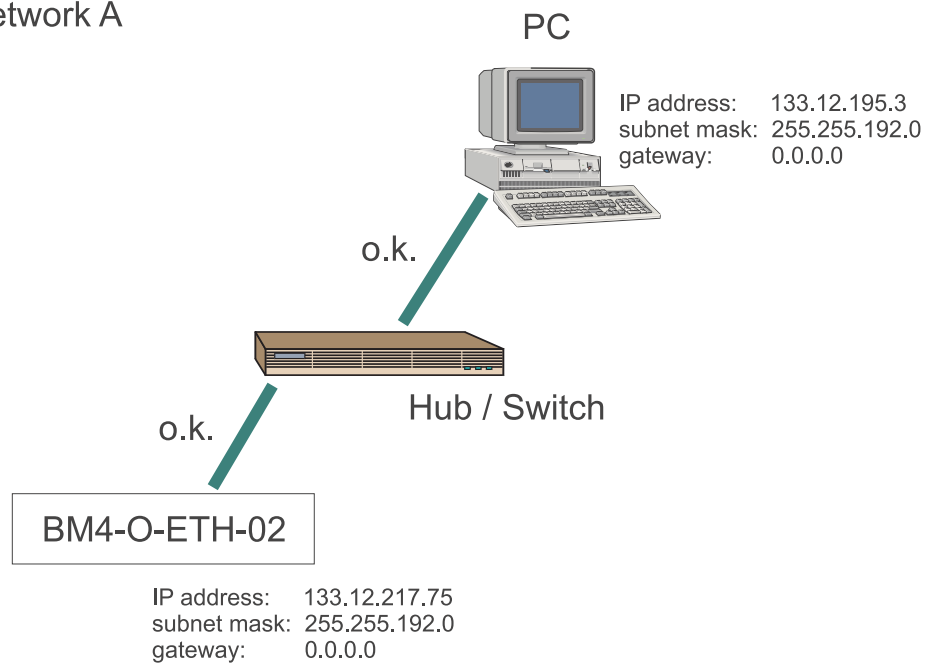 etwork A
PC
IP address: 133.12.195.3
subnet mask: 255.255.192.0
gateway: 0.0.0.0
o.k.
Hub / Switch
o.k.
BM4-O-ETH-02
IP address: 133.12.217.75
subnet mask: 255.255.192.0
gateway: 0.0.0.0